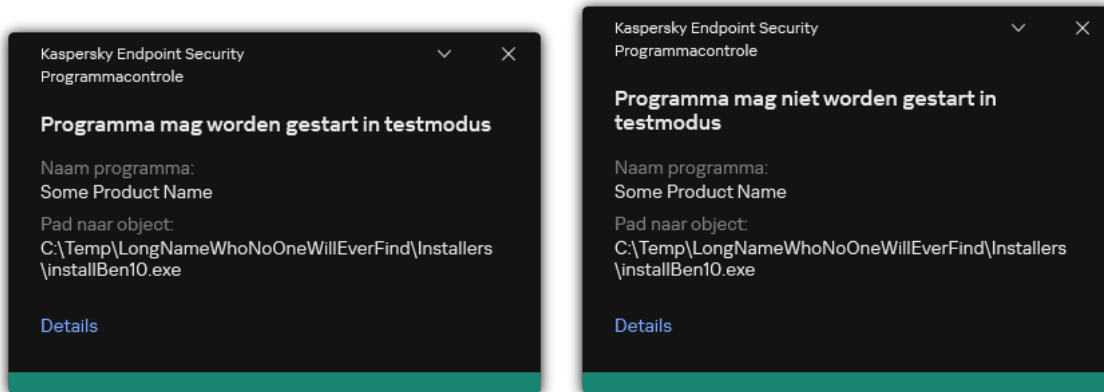 Kaspersky Endpoint Security
Programmacontrole
Programma mag worden gestart in testmodus
Naam programma:
Some Product Name
Pad naar object:
C:\Temp\LongNameWhoNoOneWillEverFind\Installers
\installBen10.exe
Details
Kaspersky Endpoint Security
Programmacontrole
Programma mag niet worden gestart in
testmodus
Naam programma:
Some Product Name
Pad naar object:
C:\Temp\LongNameWhoNoOneWillEverFind\Installers
\installBen10.exe
Details